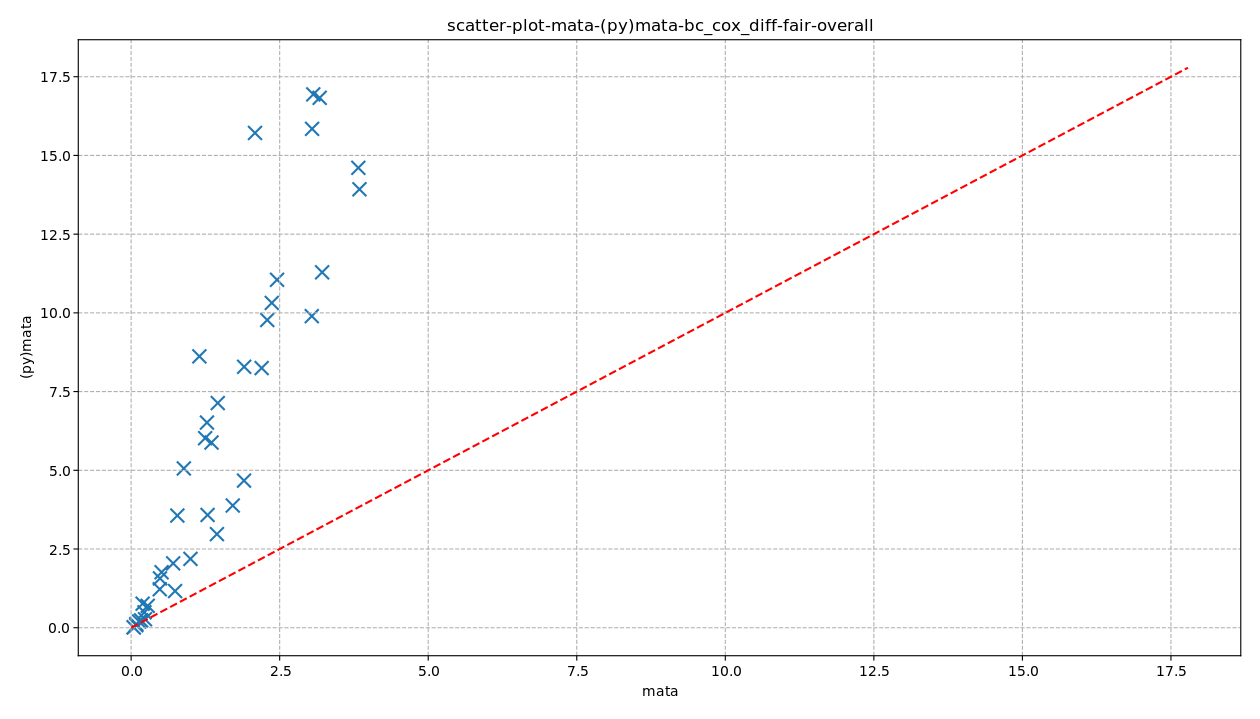 scatter-plot-mata-(py)mata-bc_cox_diff-fair-overall
17.5
15.0
12.5
10.0
7.5
5.0
2.5
0.0
(py)mata
0.0 2.5 5.0 7.5 10.0 12.5 15.0 17.5
mata